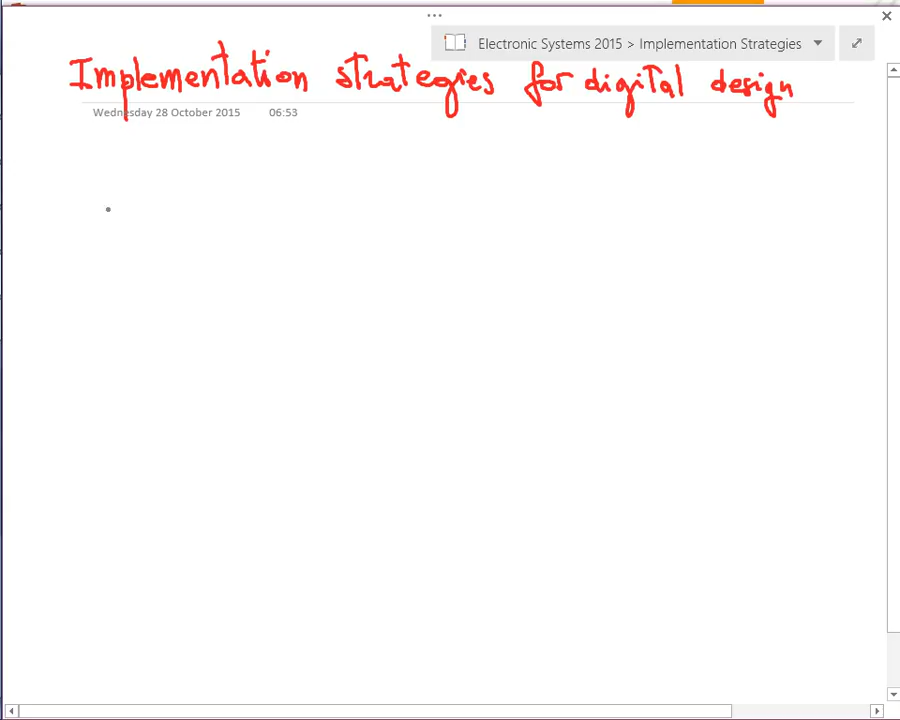 Electronic Systems 2015 > Implementation Strategies
Implementation strategies for digital design
Wednesday 28 October 2015 06:53